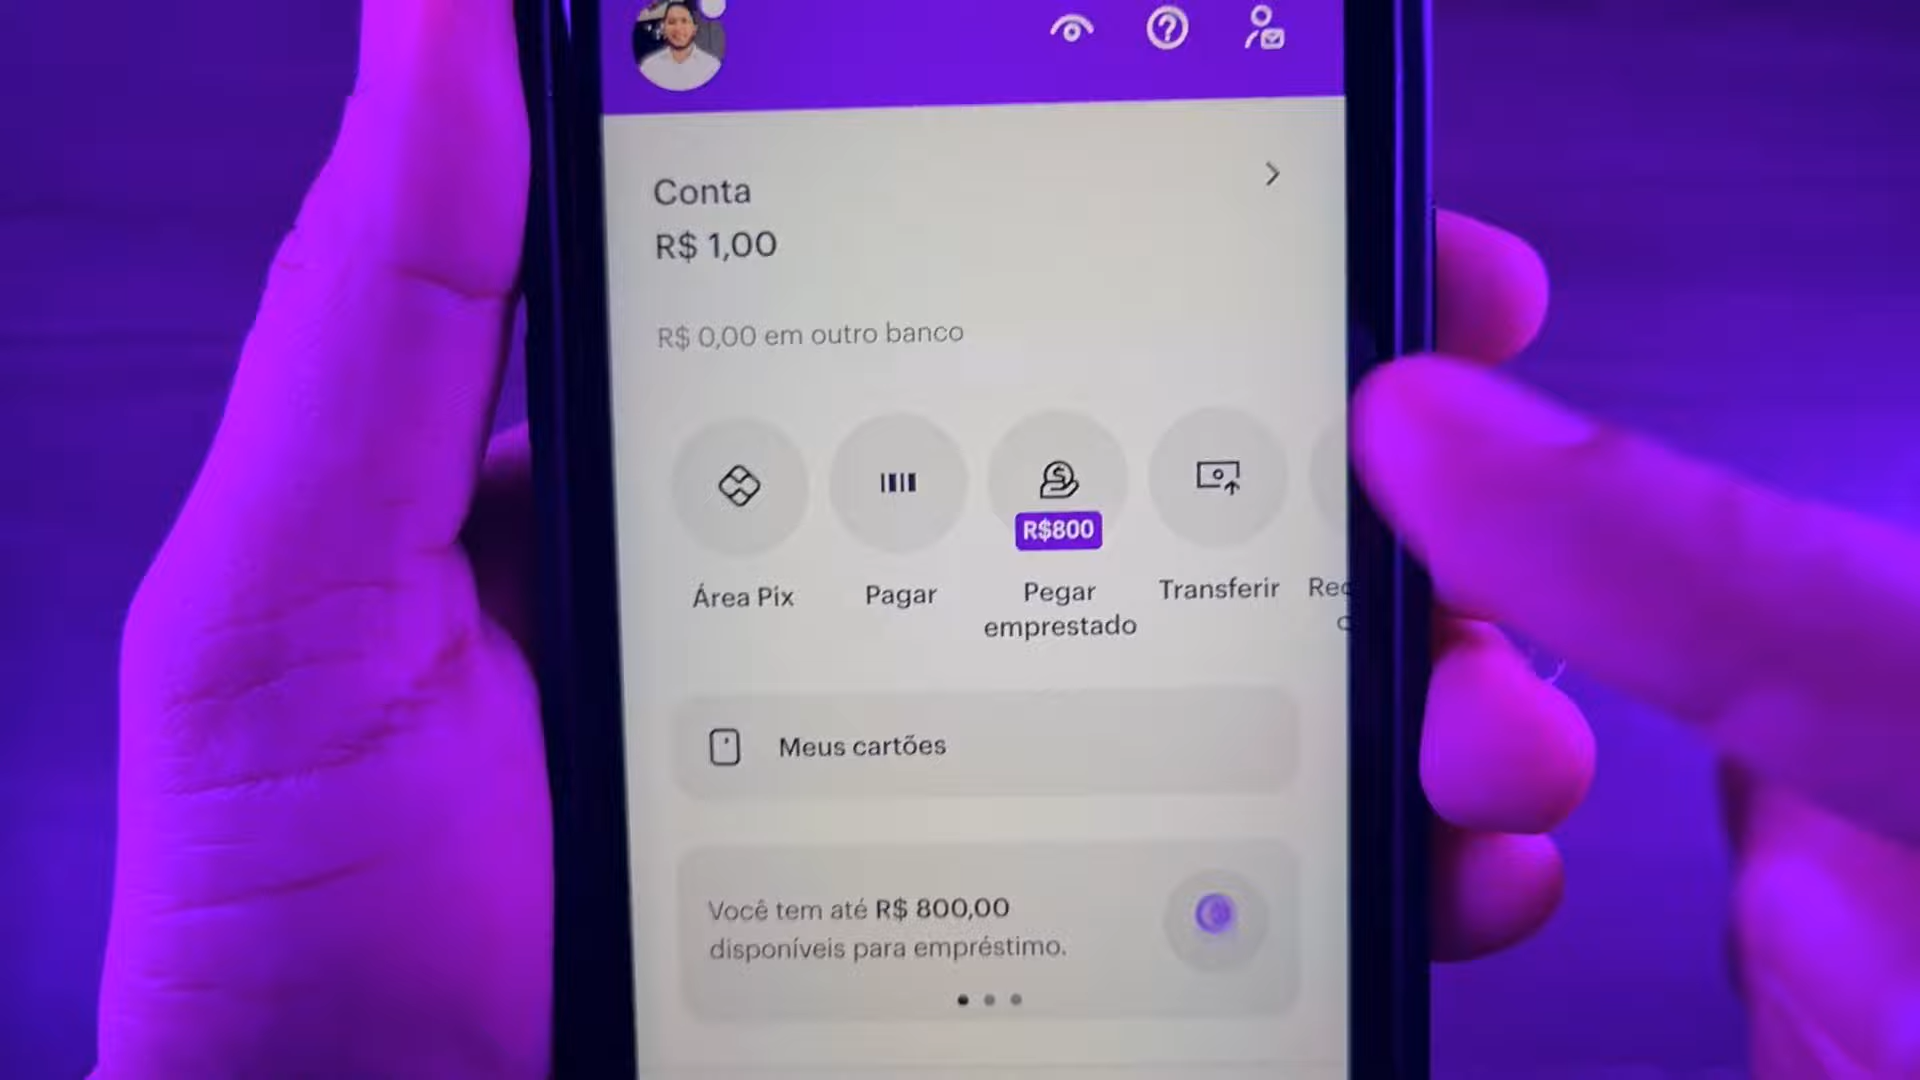 Conta
R$ 1,00
R$ 0,00 em outro banco
R$800
Área Pix
Pagar
Pegar
emprestado
Transferir
Meus cartões
Você tem até R$ 800,00
disponíveis para empréstimo.